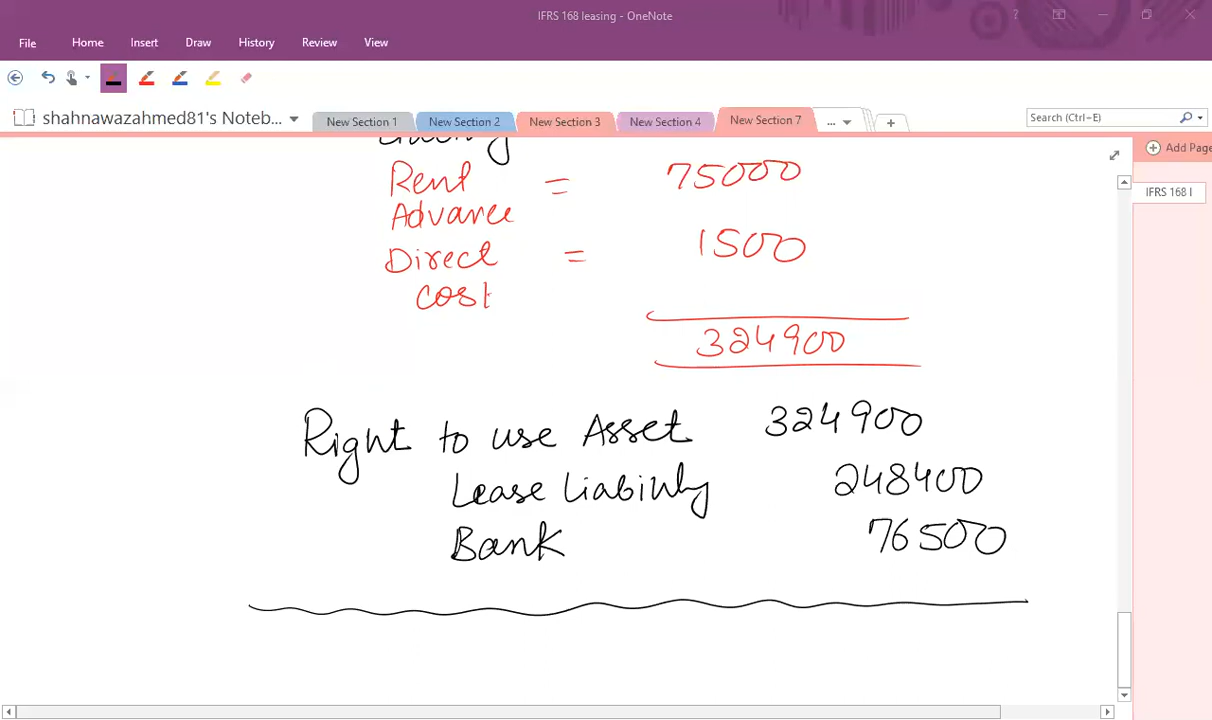 IFRS 168 leasing - OneNote
?
File Home Insert Draw History Review View
shahnawazahmed81's Noteb...
New Section 1 New Section 2 New Section 3 New Section 4 New Section 7 ...
+
Search (Ctrl+E)
+ Add Page
IFRS 168 l
Rent = 75000
Advance
Direct = 1500
cost
324900
Right to use Asset 324900
Lease Liability 248400
Bank 76500